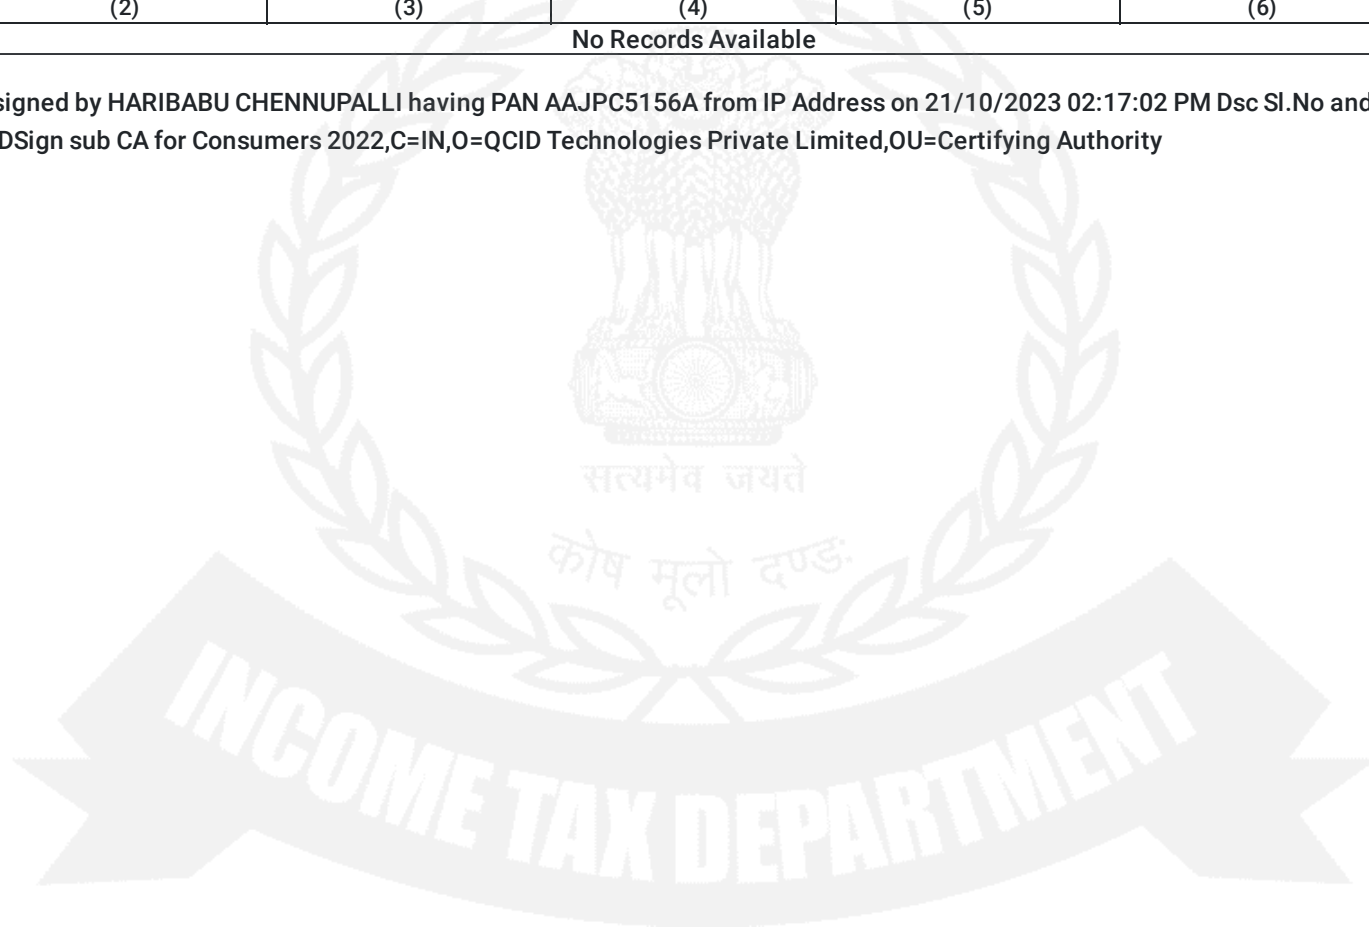 (2) (3) (4) (5) (6)
No Records Available
signed by HARIBABU CHENNUPALLI having PAN AAJPC5156A from IP Address on 21/10/2023 02:17:02 PM Dsc Sl.No and
DSign sub CA for Consumers 2022,C=IN,O=QCID Technologies Private Limited,OU=Certifying Authority
सत्यमेव जयते
कोष मूलो दण्डः
INCOME TAX DEPARTMENT